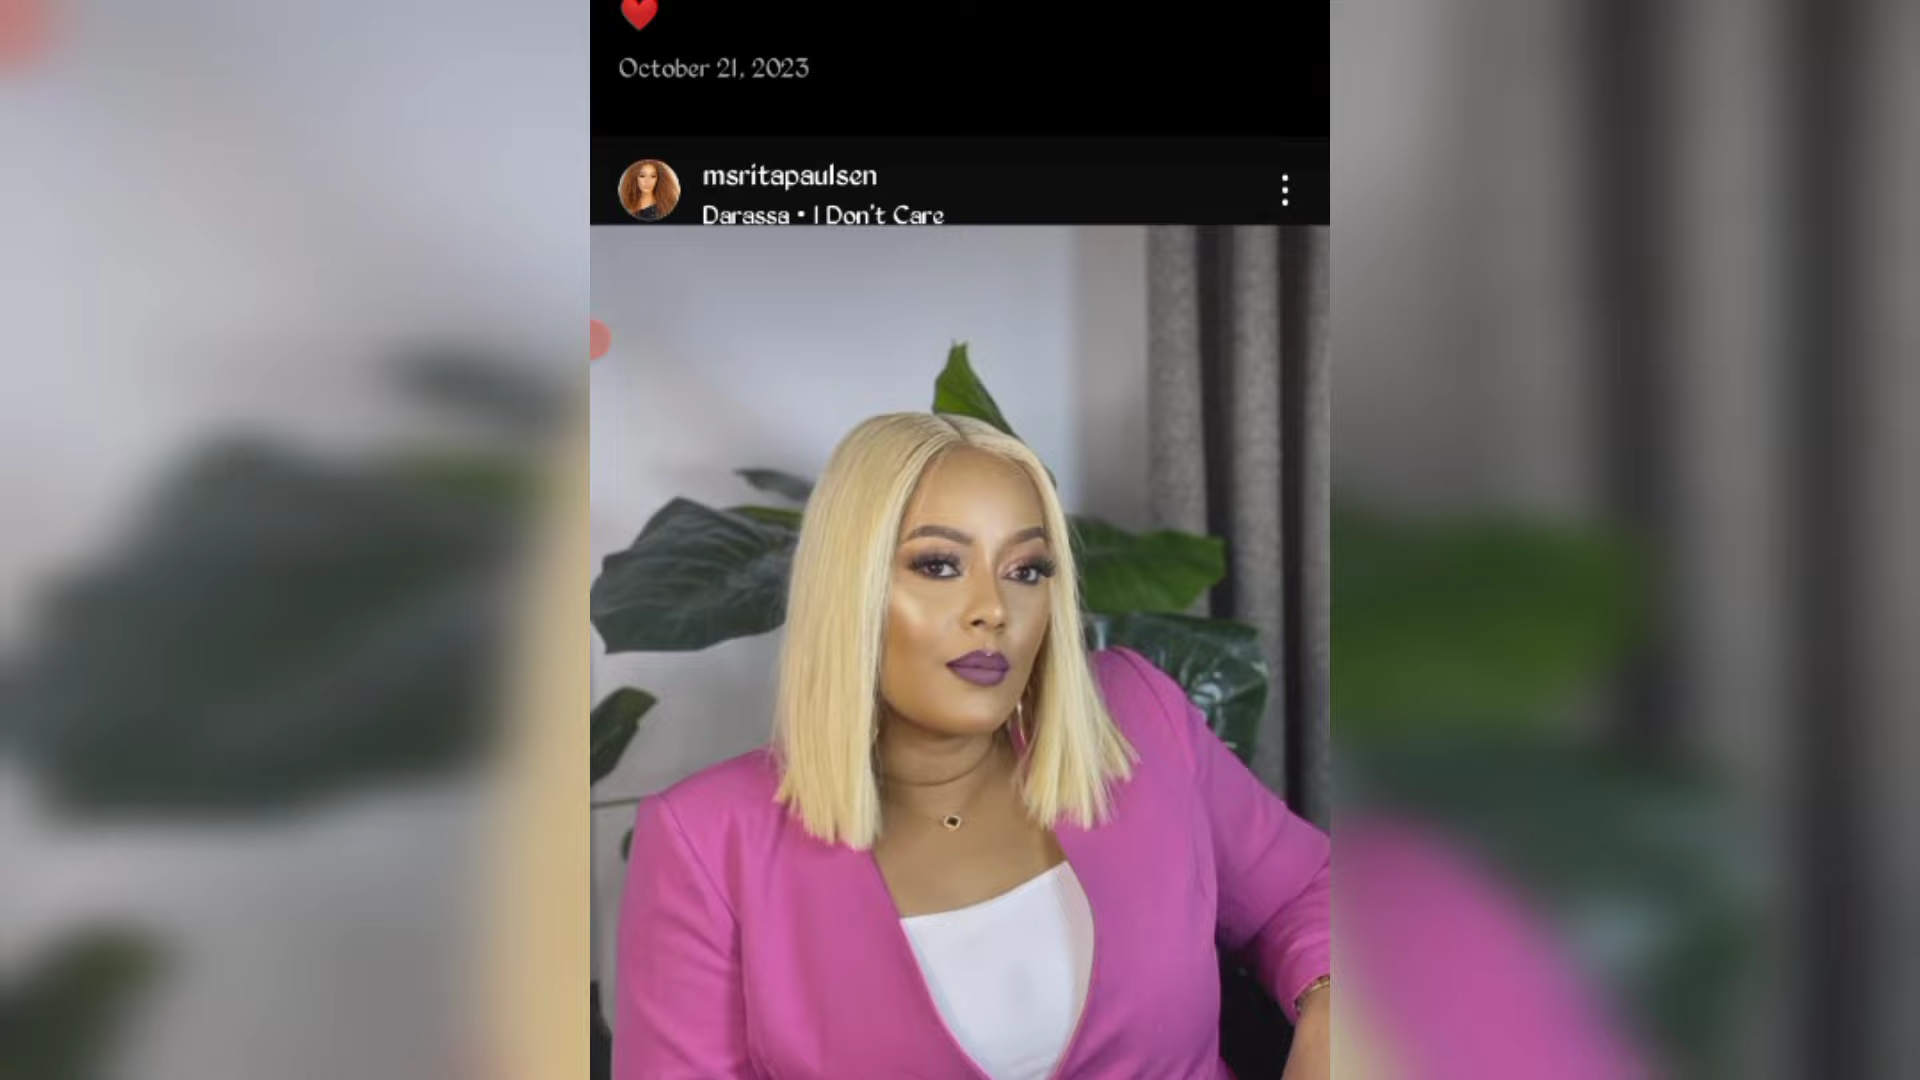 October 21, 2023
msritapaulsen
Darassa • I Don't Care